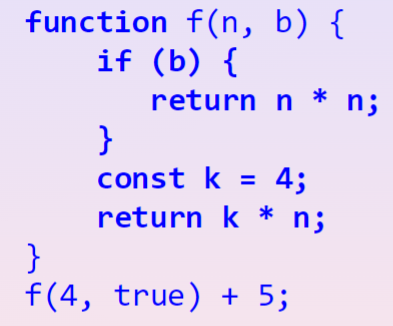 function f(n, b) {
    if (b) {
       return n * n;
    }
    const k = 4;
    return k * n;
}
f(4, true) + 5;